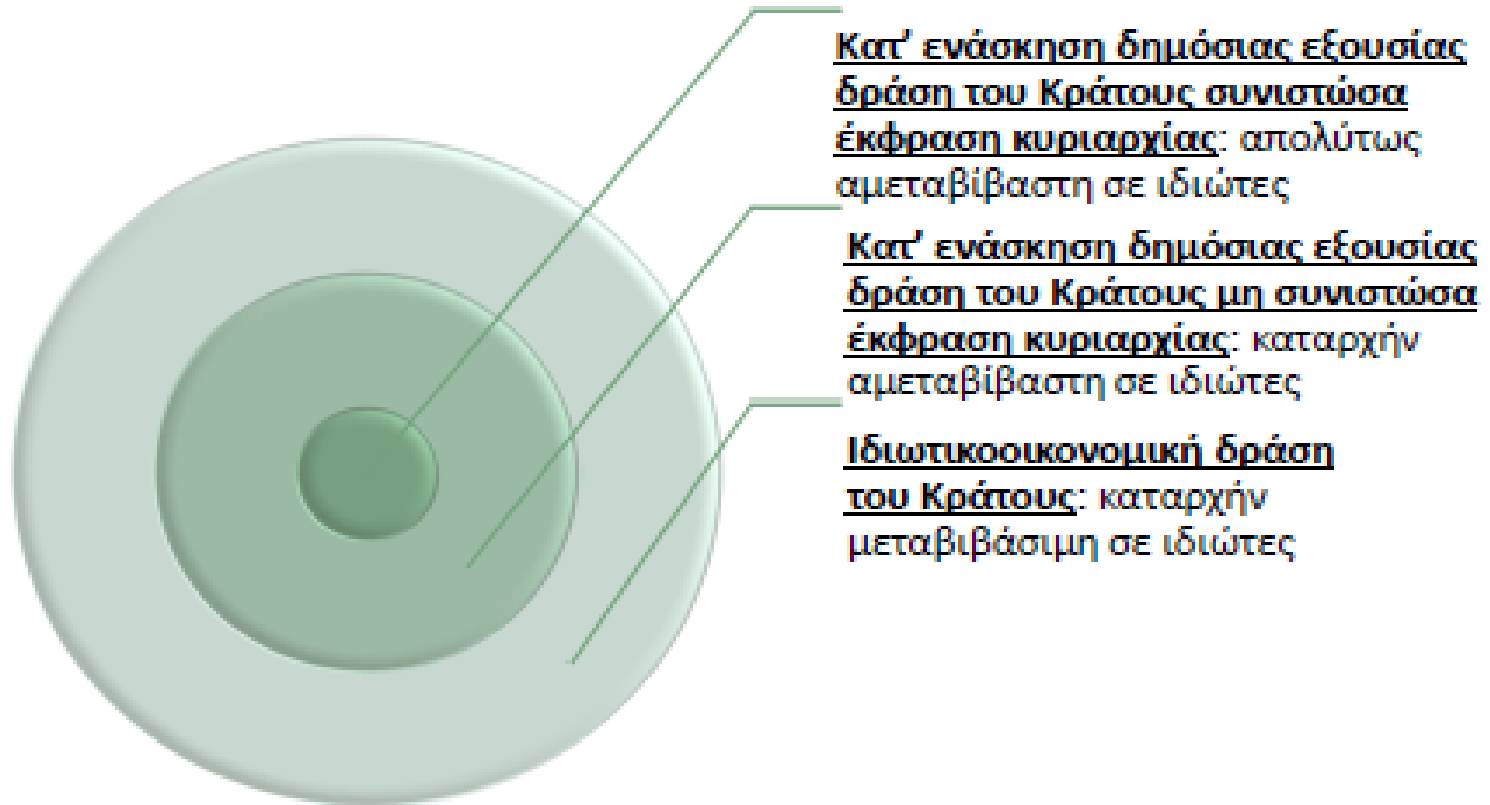 Κατ' ενάσκηση δημόσιας εξουσίας
δράση του Κράτους συνιστώσα
έκφραση κυριαρχίας: απολύτως
αμεταβίβαστη σε ιδιώτες
Κατ' ενάσκηση δημόσιας εξουσίας
δράση του Κράτους μη συνιστώσα
έκφραση κυριαρχίας: καταρχήν
αμεταβίβαστη σε ιδιώτες
Ιδιωτικοοικονομική δράση
του Κράτους: καταρχήν
μεταβιβάσιμη σε ιδιώτες